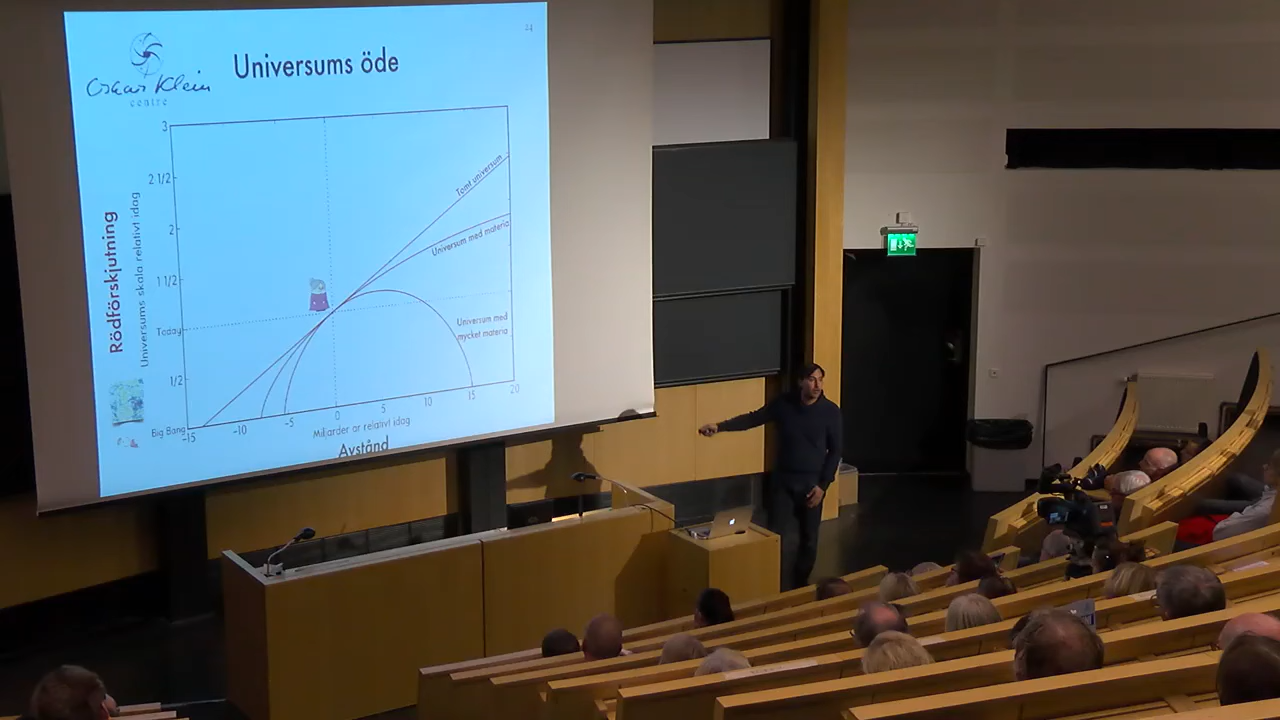 44
Oskar Klein
centre
Universums öde
3
2 1/2
2
1 1/2
Today
1/2
Big Bang
Rödförskjutning
Universums skala relativt idag
Tomt universum
Universum med materia
Universum med
mycket materia
-15
-10
-5
0
5
10
15
20
Miljarder år relativt idag
Avstånd